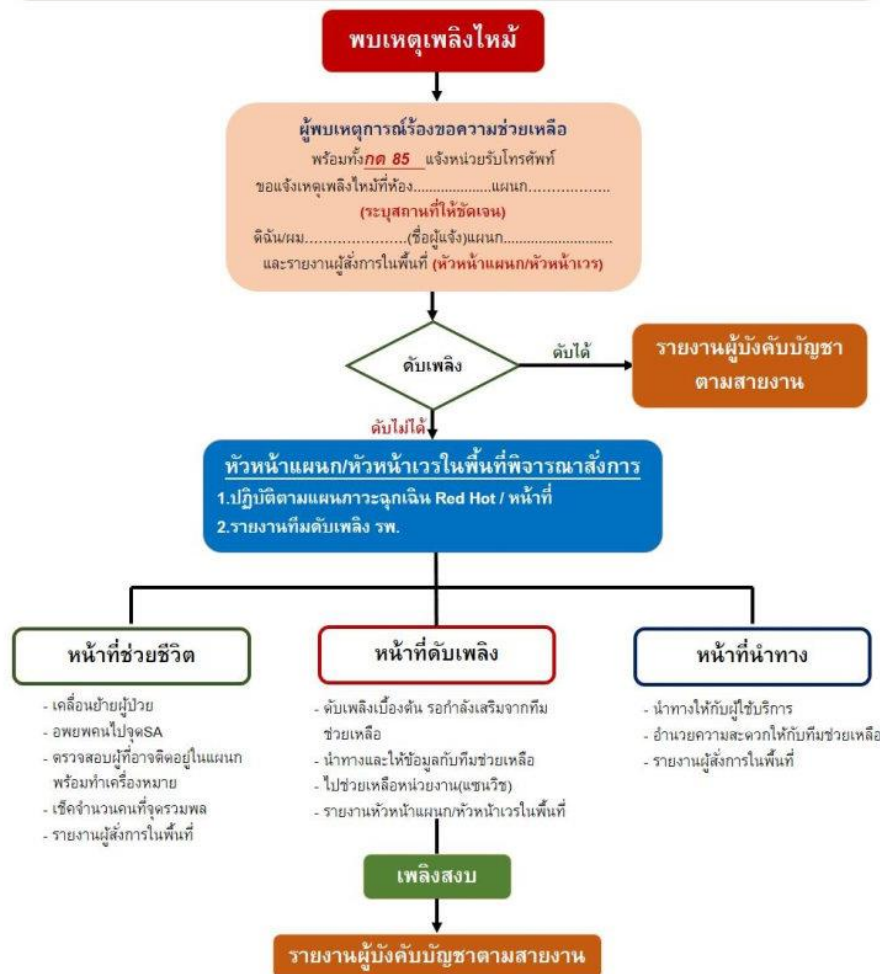 พบเหตุเพลิงไหม้
ผู้พบเหตุการณ์ร้องขอความช่วยเหลือ
พร้อมทั้งกด 85 แจ้งหน่วยรับโทรศัพท์
ขอแจ้งเหตุเพลิงไหม้ที่ห้อง....................แผนก..................
(ระบุสถานที่ให้ชัดเจน)
ดิฉัน/ผม......................(ชื่อผู้แจ้ง)แผนก............................
และรายงานผู้สั่งการในพื้นที่ (หัวหน้าแผนก/หัวหน้าเวร)
ดับเพลิง
ดับได้
รายงานผู้บังคับบัญชา
ตามสายงาน
ดับไม่ได้
หัวหน้าแผนก/หัวหน้าเวรในพื้นที่พิจารณาสั่งการ
1.ปฏิบัติตามแผนภาวะฉุกเฉิน Red Hot / หน้าที่
2.รายงานทีมดับเพลิง รพ.
หน้าที่ช่วยชีวิต
- เคลื่อนย้ายผู้ป่วย
- อพยพคนไปจุดSA
- ตรวจสอบผู้ที่อาจติดอยู่ในแผนก
พร้อมทำเครื่องหมาย
- เช็คจำนวนคนที่จุดรวมพล
- รายงานผู้สั่งการในพื้นที่
หน้าที่ดับเพลิง
- ดับเพลิงเบื้องต้น รอกำลังเสริมจากทีม
ช่วยเหลือ
- นำทางและให้ข้อมูลกับทีมช่วยเหลือ
- ไปช่วยเหลือหน่วยงาน(แซนวิช)
- รายงานหัวหน้าแผนก/หัวหน้าเวรในพื้นที่
หน้าที่นำทาง
- นำทางให้กับผู้ใช้บริการ
- อำนวยความสะดวกให้กับทีมช่วยเหลือ
- รายงานผู้สั่งการในพื้นที่
เพลิงสงบ
รายงานผู้บังคับบัญชาตามสายงาน